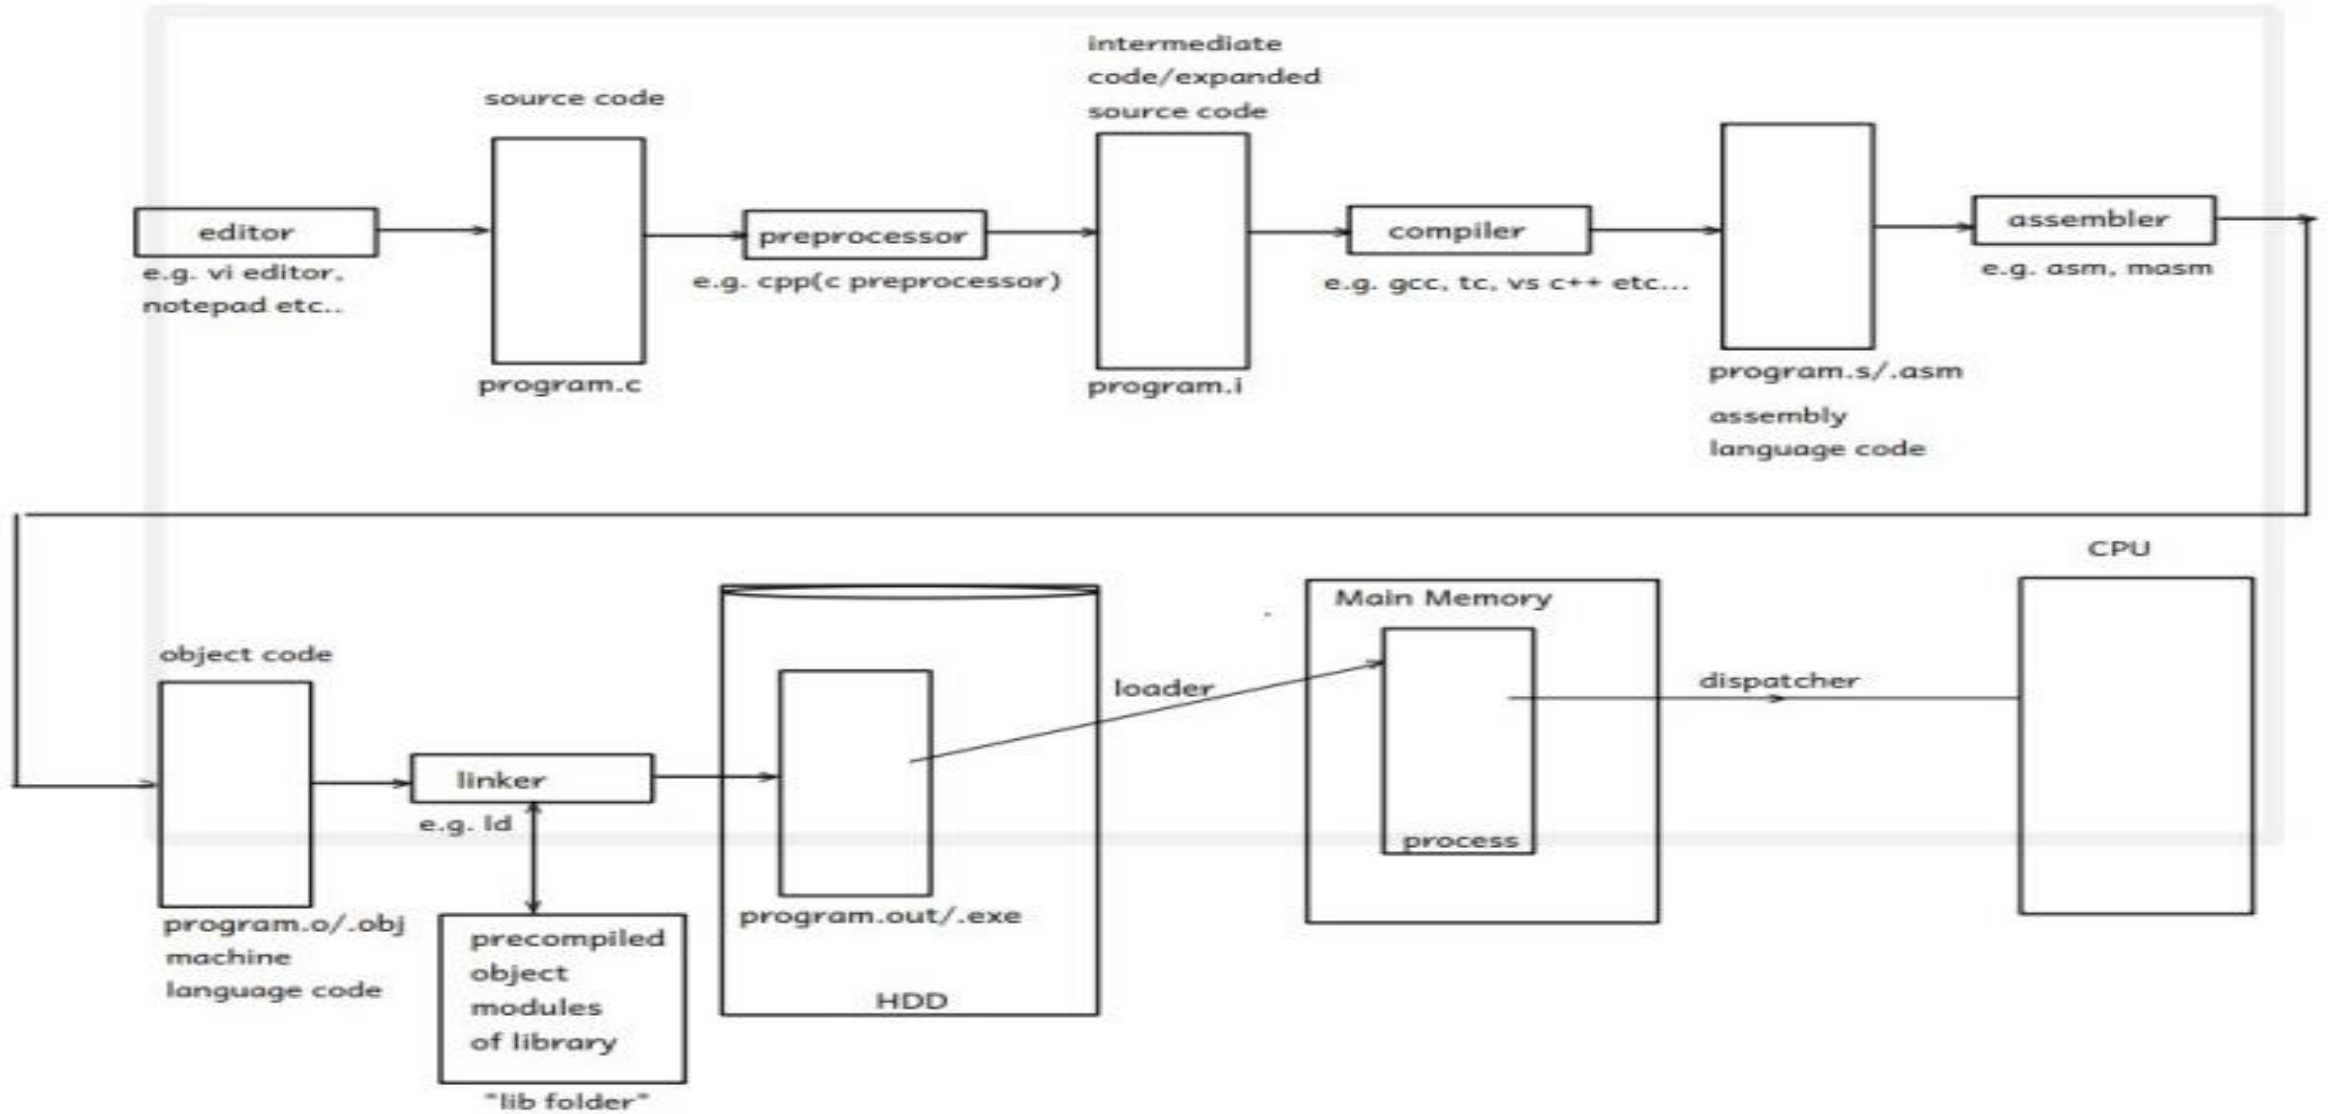 source code
program.c
editor
e.g. vi editor,
notepad etc..
preprocessor
e.g. cpp(c preprocessor)
intermediate
code/expanded
source code
program.i
compiler
e.g. gcc, tc, vs c++ etc...
program.s/.asm
assembly
language code
assembler
e.g. asm, masm
object code
program.o/.obj
machine
language code
linker
e.g. ld
precompiled
object
modules
of library
"lib folder"
program.out/.exe
HDD
loader
Main Memory
process
dispatcher
CPU